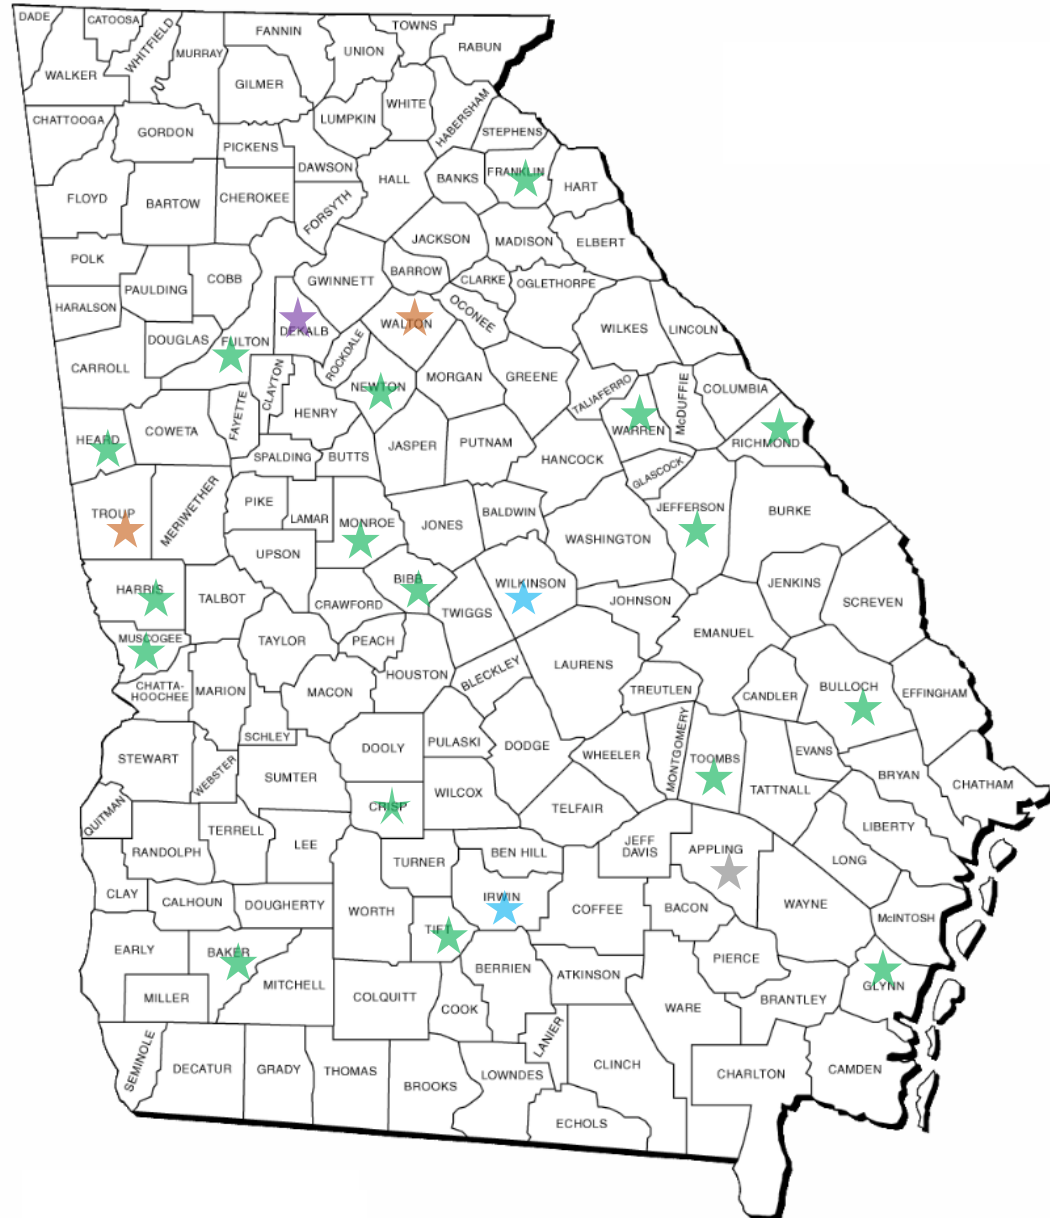 DADE
CATOOSA
WHITFIELD
MURRAY
FANNIN
UNION
TOWNS
RABUN
WALKER
GILMER
WHITE
HABERSHAM
CHATTOOGA
GORDON
LUMPKIN
STEPHENS
PICKENS
DAWSON
HALL
BANKS
FRANKLIN
HART
FLOYD
BARTOW
CHEROKEE
FORSYTH
JACKSON
MADISON
ELBERT
POLK
PAULDING
COBB
GWINNETT
BARROW
CLARKE
OGLETHORPE
HARALSON
DEKALB
WALTON
OCONEE
WILKES
LINCOLN
CARROLL
DOUGLAS
FULTON
ROCKDALE
NEWTON
MORGAN
GREENE
TALIAFERRO
McDUFFIE
COLUMBIA
CLAYTON
FAYETTE
HENRY
WARREN
RICHMOND
HEARD
COWETA
SPALDING
BUTTS
JASPER
PUTNAM
HANCOCK
GLASCOCK
TROUP
MERIWETHER
PIKE
LAMAR
MONROE
JONES
BALDWIN
WASHINGTON
JEFFERSON
BURKE
UPSON
HARRIS
TALBOT
CRAWFORD
BIBB
TWIGGS
WILKINSON
JOHNSON
JENKINS
SCREVEN
MUSCOGEE
TAYLOR
PEACH
EMANUEL
CHATTA-
HOOCHEE
MARION
MACON
HOUSTON
BLECKLEY
LAURENS
TREUTLEN
CANDLER
BULLOCH
EFFINGHAM
STEWART
WEBSTER
SCHLEY
DOOLY
PULASKI
DODGE
WHEELER
MONTGOMERY
TOOMBS
EVANS
BRYAN
CHATHAM
SUMTER
TATTNALL
QUITMAN
CRISP
WILCOX
TELFAIR
LIBERTY
RANDOLPH
TERRELL
LEE
TURNER
BEN HILL
JEFF
DAVIS
APPLING
LONG
CLAY
CALHOUN
DOUGHERTY
WORTH
IRWIN
COFFEE
BACON
WAYNE
McINTOSH
EARLY
BAKER
TIFT
MITCHELL
BERRIEN
ATKINSON
PIERCE
GLYNN
MILLER
COLQUITT
COOK
WARE
BRANTLEY
SEMINOLE
DECATUR
GRADY
THOMAS
BROOKS
LOWNDES
LANIER
CLINCH
CHARLTON
CAMDEN
ECHOLS